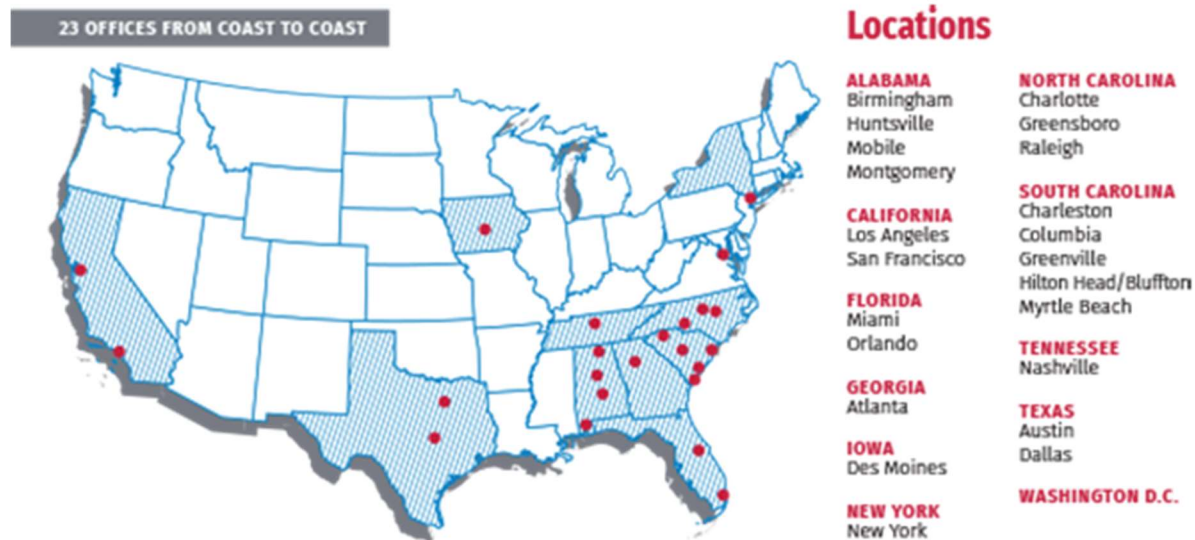 23 OFFICES FROM COAST TO COAST
Locations
ALABAMA
Birmingham
Huntsville
Mobile
Montgomery
CALIFORNIA
Los Angeles
San Francisco
FLORIDA
Miami
Orlando
GEORGIA
Atlanta
IOWA
Des Moines
NEW YORK
New York
NORTH CAROLINA
Charlotte
Greensboro
Raleigh
SOUTH CAROLINA
Charleston
Columbia
Greenville
Hilton Head/Bluffton
Myrtle Beach
TENNESSEE
Nashville
TEXAS
Austin
Dallas
WASHINGTON D.C.